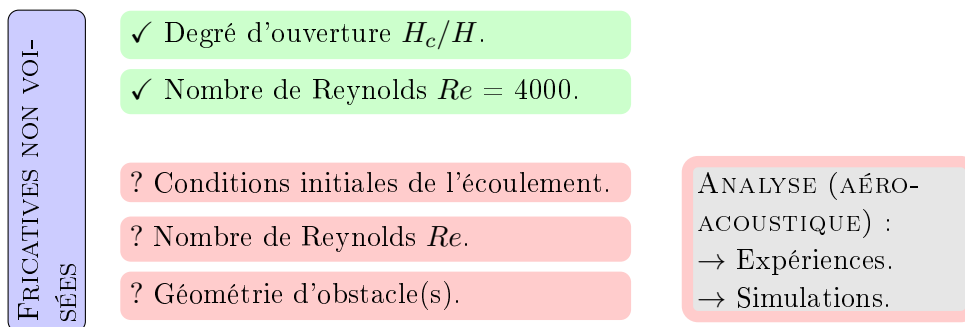 FRICATIVES NON VOI-
SÉES
✓ Degré d'ouverture H_c/H.
✓ Nombre de Reynolds Re = 4000.
? Conditions initiales de l'écoulement.
? Nombre de Reynolds Re.
? Géométrie d'obstacle(s).
ANALYSE (AÉRO-
ACOUSTIQUE) :
→ Expériences.
→ Simulations.